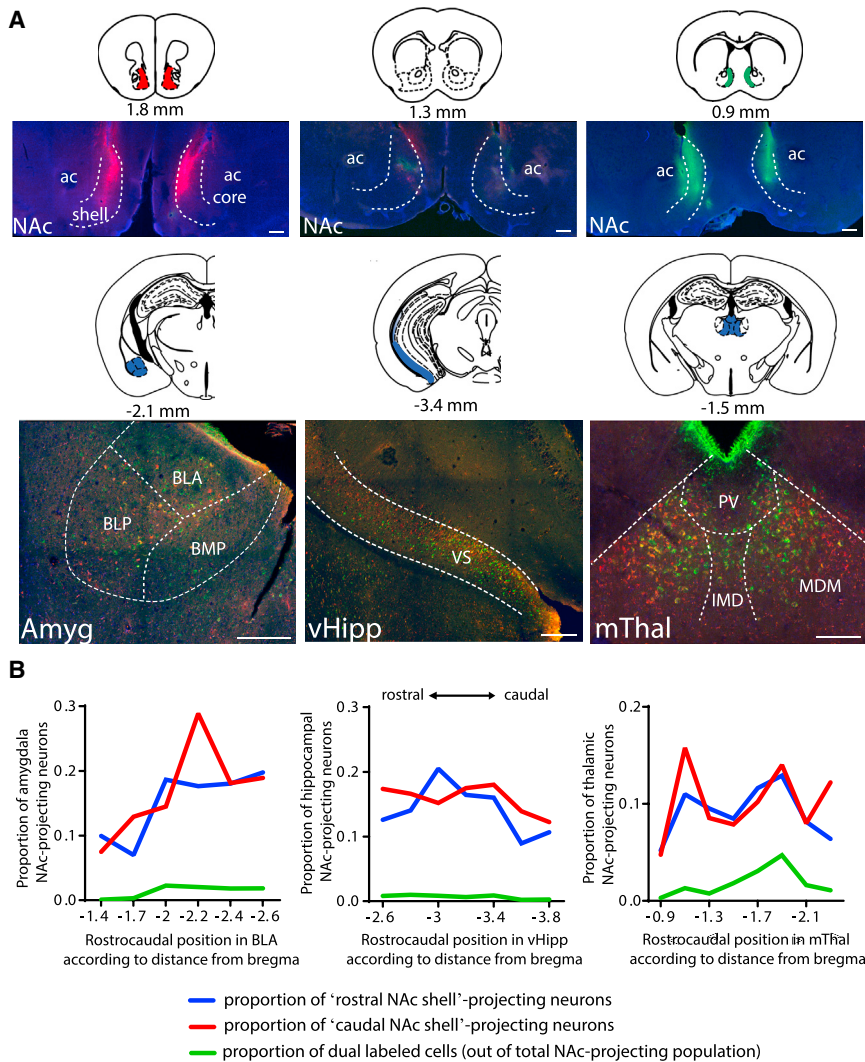 A
1.8 mm
1.3 mm
0.9 mm
ac
ac
NAc
shell
core
ac
ac
NAc
ac
ac
NAc
-2.1 mm
-3.4 mm
-1.5 mm
BLA
BLP
BMP
Amyg
VS
vHipp
PV
IMD
MDM
mThal
B
Proportion of amygdala
NAc-projecting neurons
0.3
0.2
0.1
0.0
-1.4 -1.7 -2 -2.2 -2.4 -2.6
Rostrocaudal position in BLA
according to distance from bregma
rostral caudal
Proportion of hippocampal
NAc-projecting neurons
0.3
0.2
0.1
0.0
-2.6 -3 -3.4 -3.8
Rostrocaudal position in vHipp
according to distance from bregma
Proportion of thalamic
NAc-projecting neurons
0.2
0.1
0.0
-0.9 -1.3 -1.7 -2.1
Rostrocaudal position in mThal
according to distance from bregma
proportion of 'rostral NAc shell'-projecting neurons
proportion of 'caudal NAc shell'-projecting neurons
proportion of dual labeled cells (out of total NAc-projecting population)